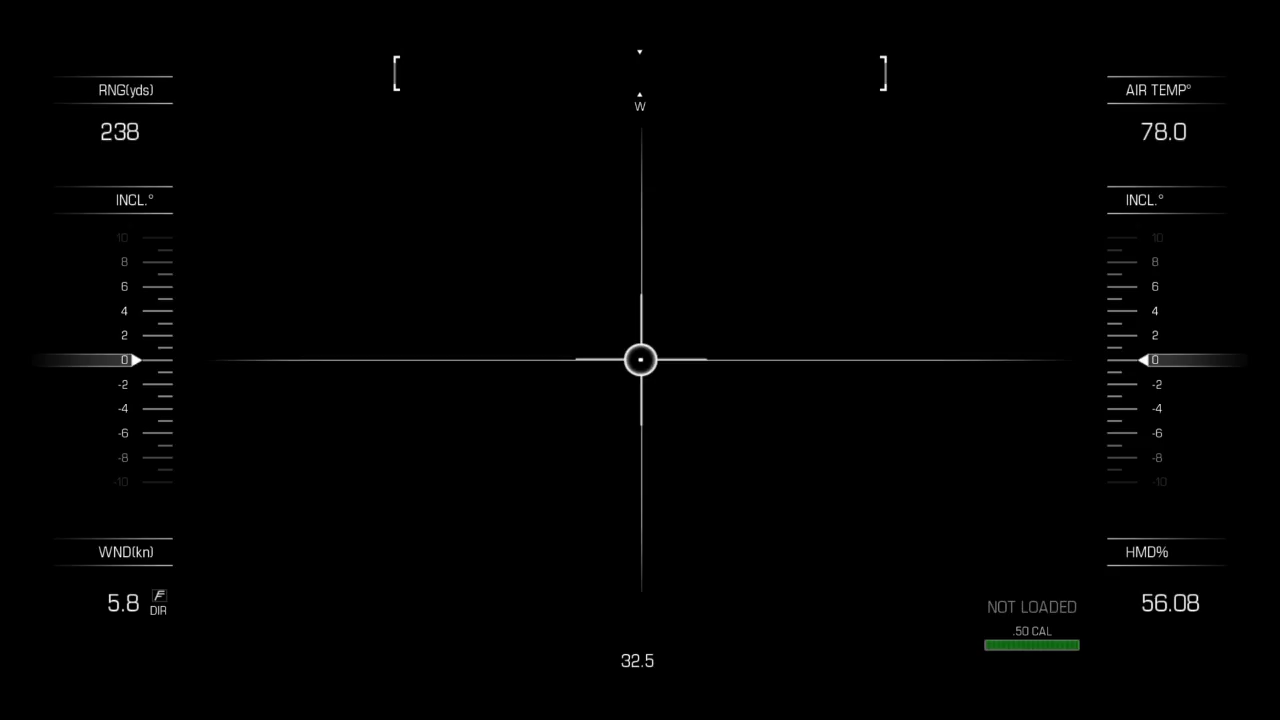 W
RNG(yds)
238
AIR TEMP°
78.0
INCL.°
INCL.°
10
8
6
4
2
0
-2
-4
-6
-8
-10
10
8
6
4
2
0
-2
-4
-6
-8
-10
WND(kn)
5.8
DIR
HMD%
56.08
NOT LOADED
.50 CAL
32.5